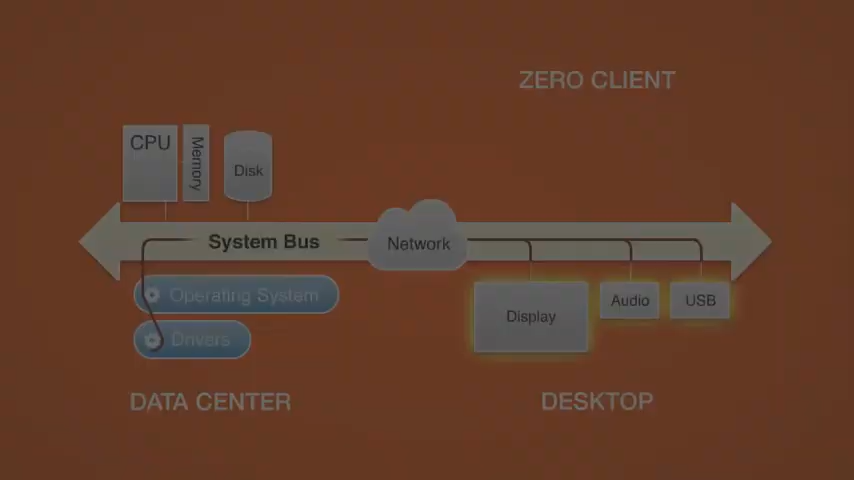 ZERO CLIENT
CPU
Memory
Disk
System Bus
Network
Operating System
Drivers
Display
Audio
USB
DATA CENTER
DESKTOP